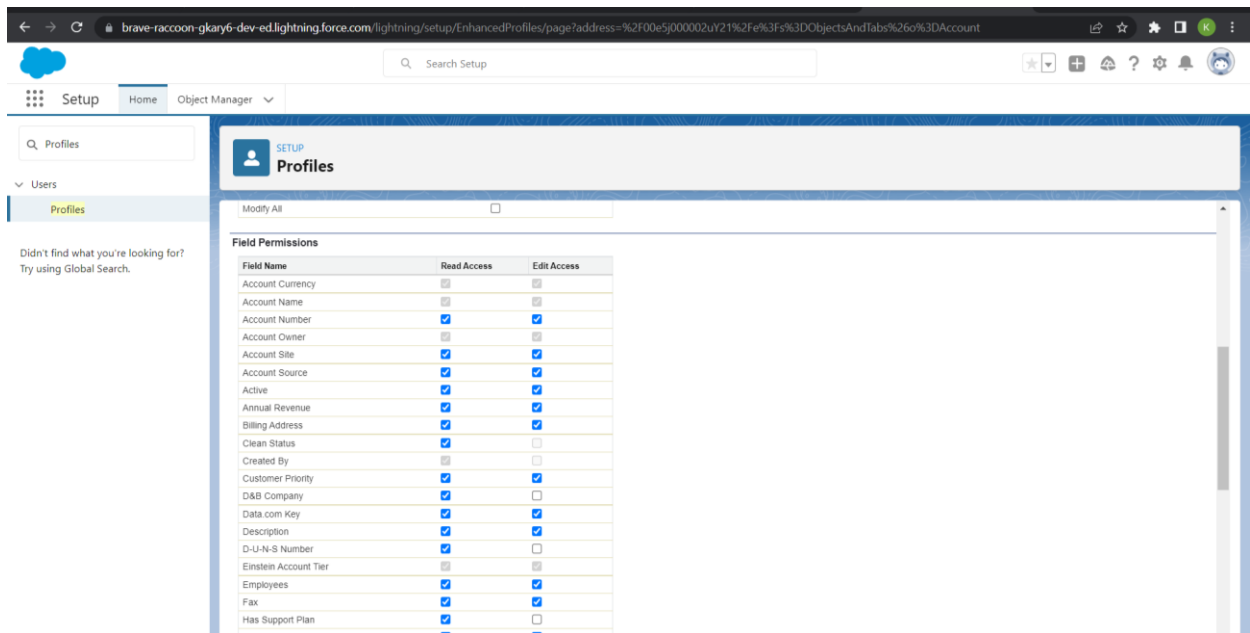 brave-raccoon-gkary6-dev-ed.lightning.force.com/lightning/setup/EnhancedProfiles/page?address=%2F00e5j000002uY21%2Fe%3Fs%3DObjectsAndTabs%26o%3DAccount
K
Search Setup
Setup Home Object Manager
Profiles
Users
Profiles
Didn't find what you're looking for?
Try using Global Search.
SETUP
Profiles
Modify All
Field Permissions
Field Name Read Access Edit Access
Account Currency
Account Name
Account Number
Account Owner
Account Site
Account Source
Active
Annual Revenue
Billing Address
Clean Status
Created By
Customer Priority
D&B Company
Data.com Key
Description
D-U-N-S Number
Einstein Account Tier
Employees
Fax
Has Support Plan